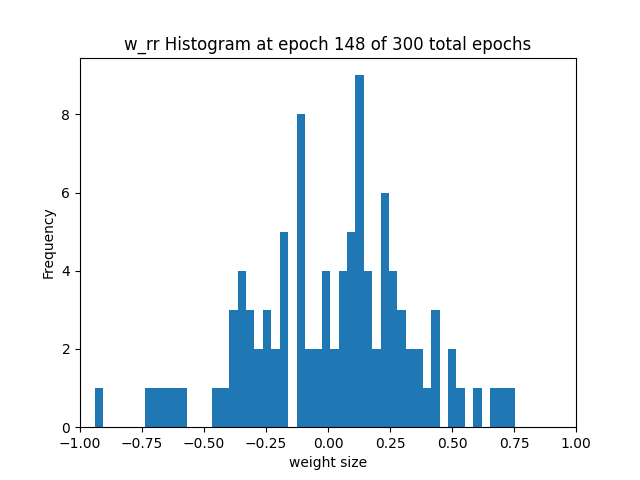 w_rr Histogram at epoch 148 of 300 total epochs
Frequency
8
6
4
2
0
−1.00 −0.75 −0.50 −0.25 0.00 0.25 0.50 0.75 1.00
weight size